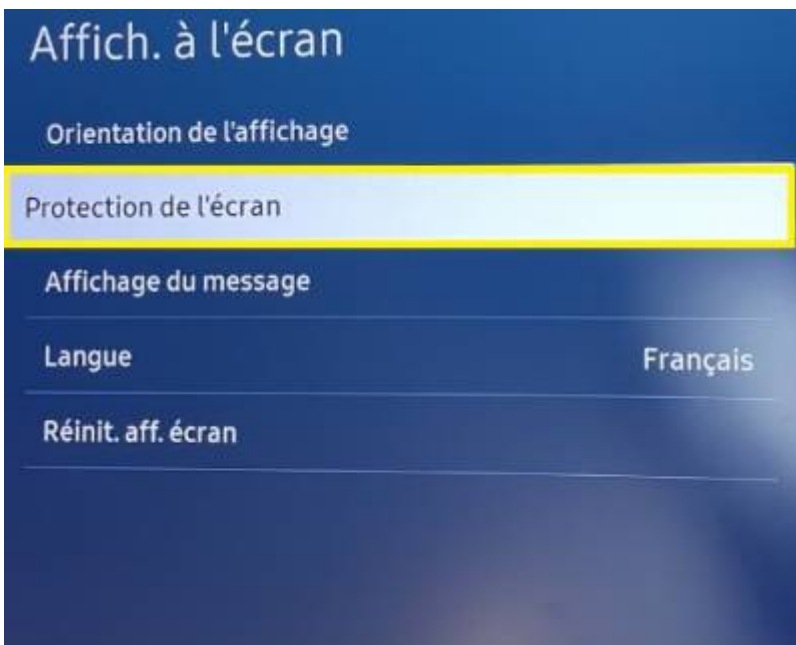 Affich. à l'écran
Orientation de l'affichage
Protection de l'écran
Affichage du message
Langue Français
Réinit. aff. écran